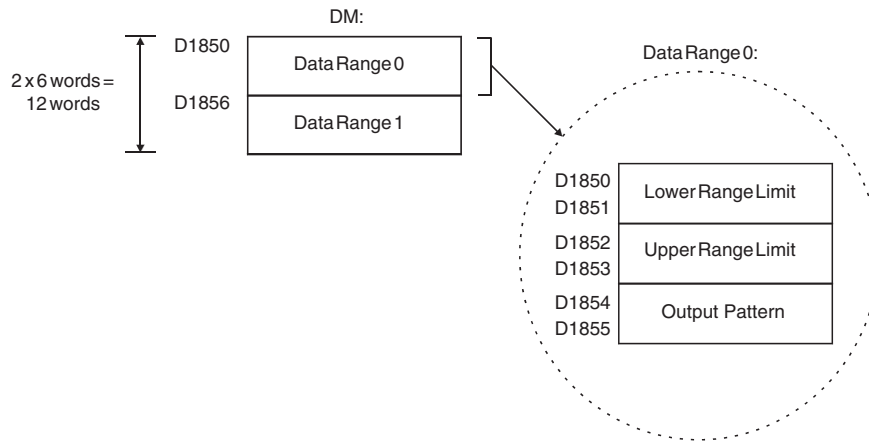 DM:
D1850
Data Range 0
Data Range 0:
2 x 6 words =
12 words
D1856
Data Range 1
D1850
Lower Range Limit
D1851
D1852
Upper Range Limit
D1853
D1854
Output Pattern
D1855